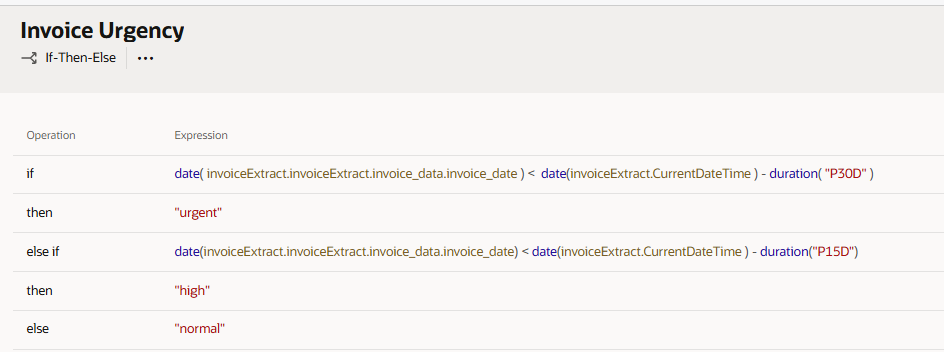 Invoice Urgency
If-Then-Else
Operation Expression
if date( invoiceExtract.invoiceExtract.invoice_data.invoice_date ) < date(invoiceExtract.CurrentDateTime ) - duration( "P30D" )
then "urgent"
else if date(invoiceExtract.invoiceExtract.invoice_data.invoice_date) < date(invoiceExtract.CurrentDateTime ) - duration("P15D")
then "high"
else "normal"